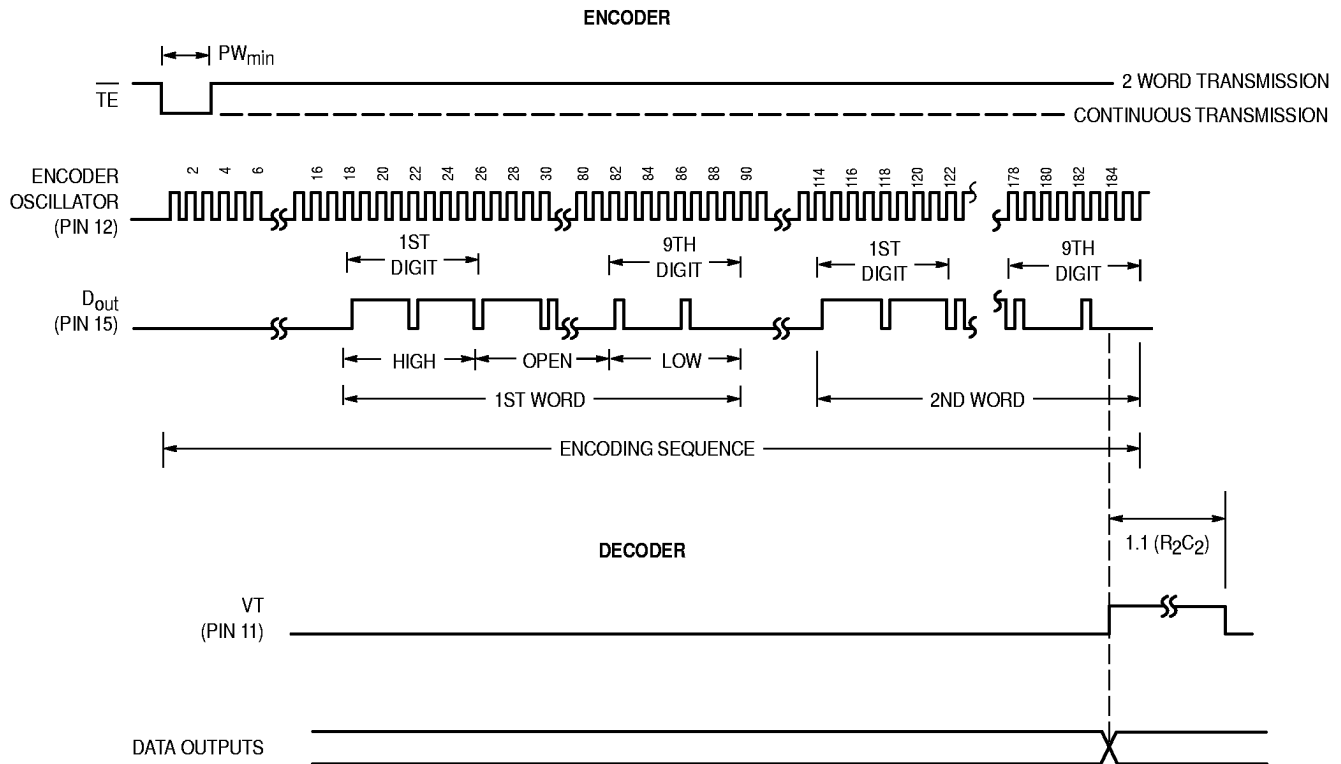 ENCODER
PWmin
TE
2 WORD TRANSMISSION
CONTINUOUS TRANSMISSION
2 4 6 16 18 20 22 24 26 28 30 80 82 84 86 88 90 114 116 118 120 122 178 180 182 184
ENCODER
OSCILLATOR
(PIN 12)
1ST
DIGIT
9TH
DIGIT
1ST
DIGIT
9TH
DIGIT
Dout
(PIN 15)
HIGH
OPEN
LOW
1ST WORD
2ND WORD
ENCODING SEQUENCE
1.1 (R2C2)
DECODER
VT
(PIN 11)
DATA OUTPUTS